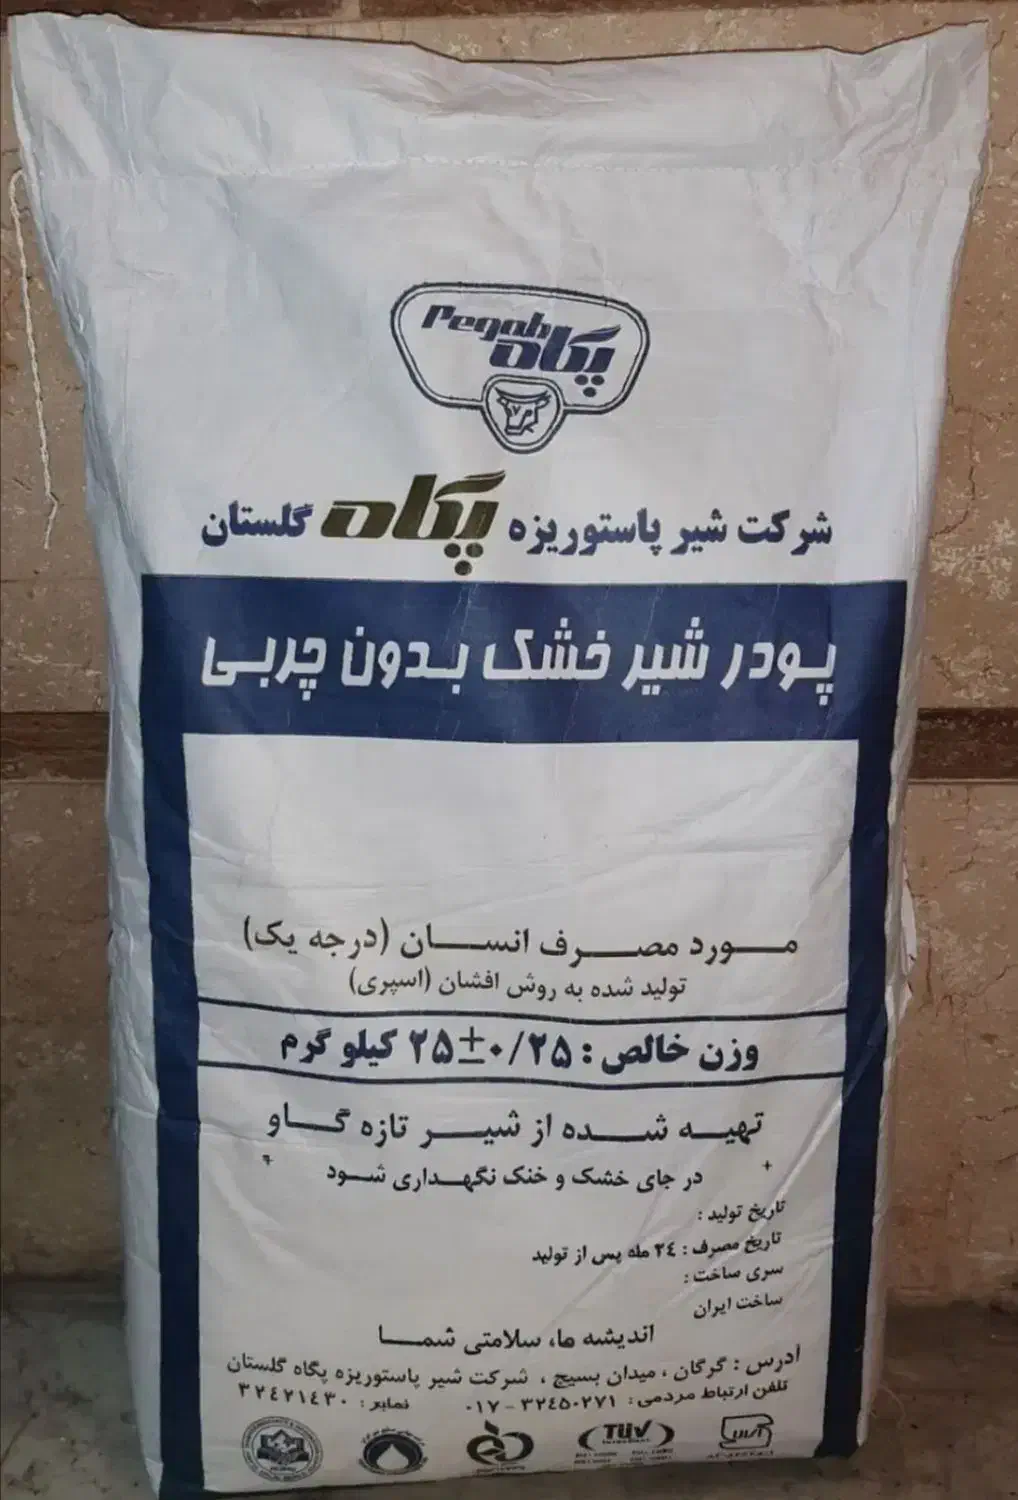 Pegah
پگاه
شرکت شیر پاستوریزه پگاه گلستان
پودر شیر خشک بدون چربی
مورد مصرف انسان (درجه یک)
تولید شده به روش افشان (اسپری)
وزن خالص : ۰/۲۵±۲۵ کیلو گرم
تهیه شده از شیر تازه گاو
در جای خشک و خنک نگهداری شود
تاریخ تولید :
تاریخ مصرف : ۲۴ ماه پس از تولید
سری ساخت :
ساخت ایران
اندیشه ما، سلامتی شما
آدرس : گرگان ، میدان بسیج ، شرکت شیر پاستوریزه پگاه گلستان
تلفن ارتباط مردمی: ۳۲۴۵۰۲۷۱ - ۰۱۷ نمابر: ۳۲۴۲۱۴۳۰
TÜV